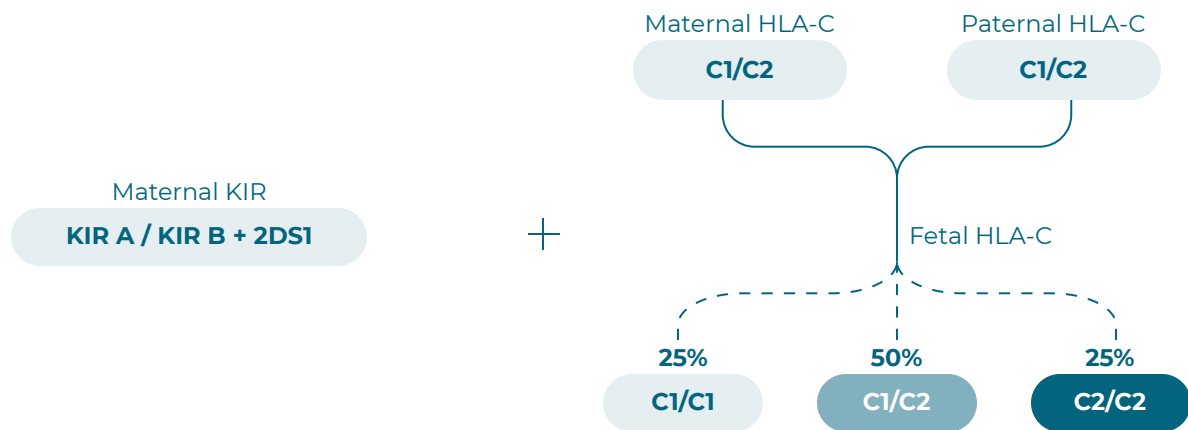 Maternal HLA-C
Paternal HLA-C
C1/C2
C1/C2
Maternal KIR
KIR A / KIR B + 2DS1
+
Fetal HLA-C
25%
50%
25%
C1/C1
C1/C2
C2/C2